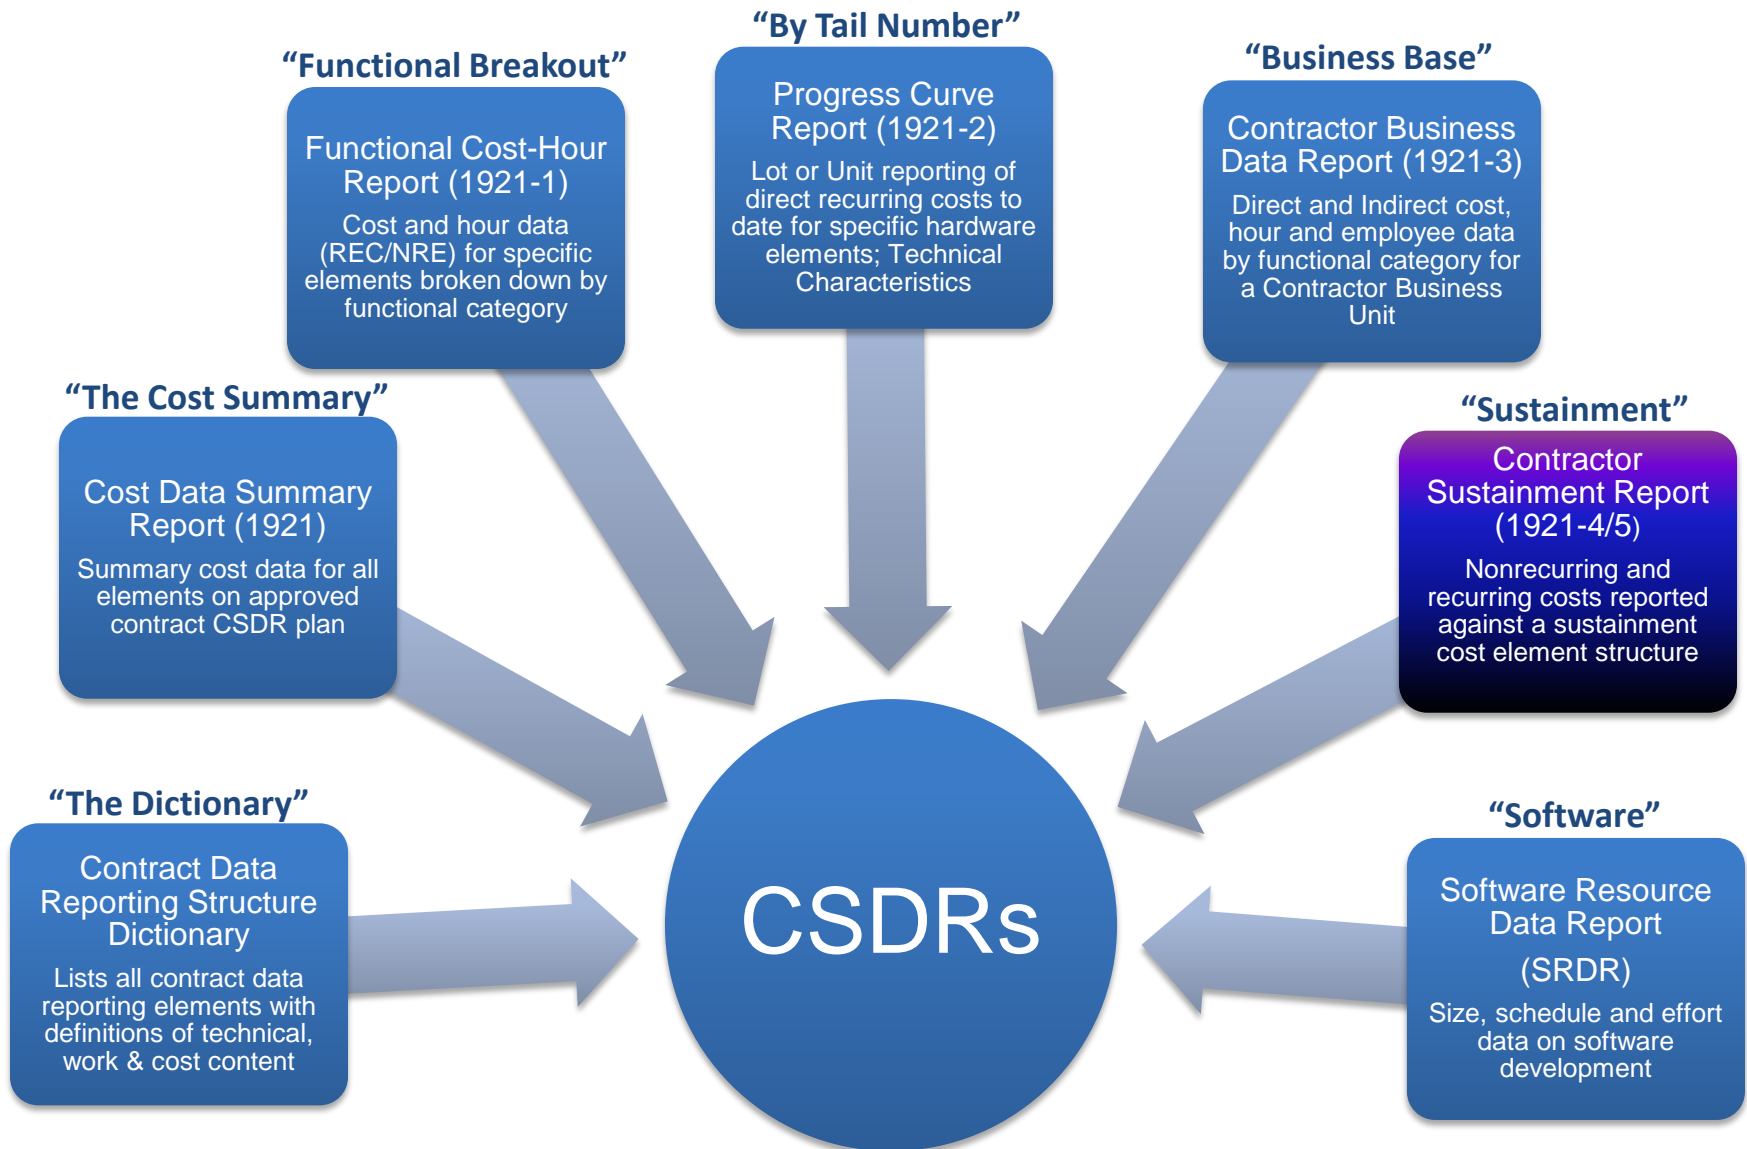 “By Tail Number”
Progress Curve
Report (1921-2)
Lot or Unit reporting of
direct recurring costs to
date for specific hardware
elements; Technical
Characteristics
“Functional Breakout”
Functional Cost-Hour
Report (1921-1)
Cost and hour data
(REC/NRE) for specific
elements broken down by
functional category
“Business Base”
Contractor Business
Data Report (1921-3)
Direct and Indirect cost,
hour and employee data
by functional category for
a Contractor Business
Unit
“The Cost Summary”
Cost Data Summary
Report (1921)
Summary cost data for all
elements on approved
contract CSDR plan
“Sustainment”
Contractor
Sustainment Report
(1921-4/5)
Nonrecurring and
recurring costs reported
against a sustainment
cost element structure
“The Dictionary”
Contract Data
Reporting Structure
Dictionary
Lists all contract data
reporting elements with
definitions of technical,
work & cost content
CSDRs
“Software”
Software Resource
Data Report
(SRDR)
Size, schedule and effort
data on software
development